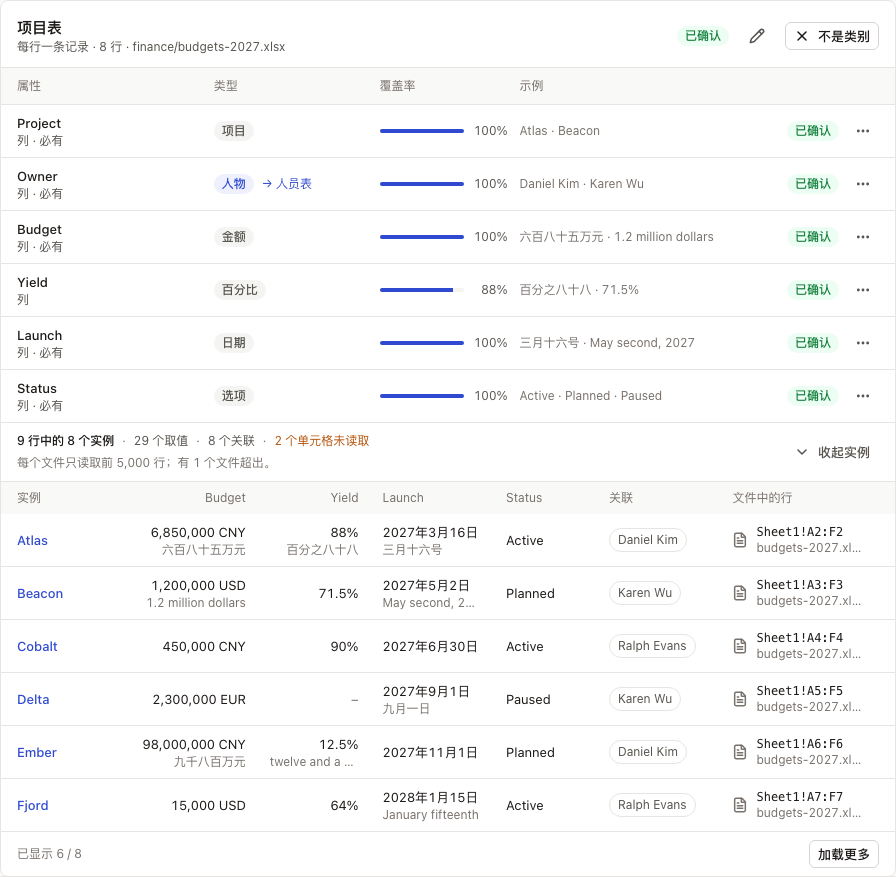 项目表
每行一条记录 · 8 行 · finance/budgets-2027.xlsx
已确认
不是类别
属性 类型 覆盖率 示例
Project
列 · 必有
项目 100% Atlas · Beacon 已确认
Owner
列 · 必有
人物 → 人员表 100% Daniel Kim · Karen Wu 已确认
Budget
列 · 必有
金额 100% 六百八十五万元 · 1.2 million dollars 已确认
Yield
列
百分比 88% 百分之八十八 · 71.5% 已确认
Launch
列 · 必有
日期 100% 三月十六号 · May second, 2027 已确认
Status
列 · 必有
选项 100% Active · Planned · Paused 已确认
9 行中的 8 个实例 · 29 个取值 · 8 个关联 · 2 个单元格未读取
每个文件只读取前 5,000 行；有 1 个文件超出。
收起实例
实例 Budget Yield Launch Status 关联 文件中的行
Atlas 6,850,000 CNY 88% 2027年3月16日 Active Daniel Kim Sheet1!A2:F2
六百八十五万元 百分之八十八 三月十六号 budgets-2027.xl...
Beacon 1,200,000 USD 71.5% 2027年5月2日 Planned Karen Wu Sheet1!A3:F3
1.2 million dollars May second, 2... budgets-2027.xl...
Cobalt 450,000 CNY 90% 2027年6月30日 Active Ralph Evans Sheet1!A4:F4
budgets-2027.xl...
Delta 2,300,000 EUR – 2027年9月1日 Paused Karen Wu Sheet1!A5:F5
九月一日 budgets-2027.xl...
Ember 98,000,000 CNY 12.5% 2027年11月1日 Planned Daniel Kim Sheet1!A6:F6
九千八百万元 twelve and a ... budgets-2027.xl...
Fjord 15,000 USD 64% 2028年1月15日 Active Ralph Evans Sheet1!A7:F7
January fifteenth budgets-2027.xl...
已显示 6 / 8
加载更多